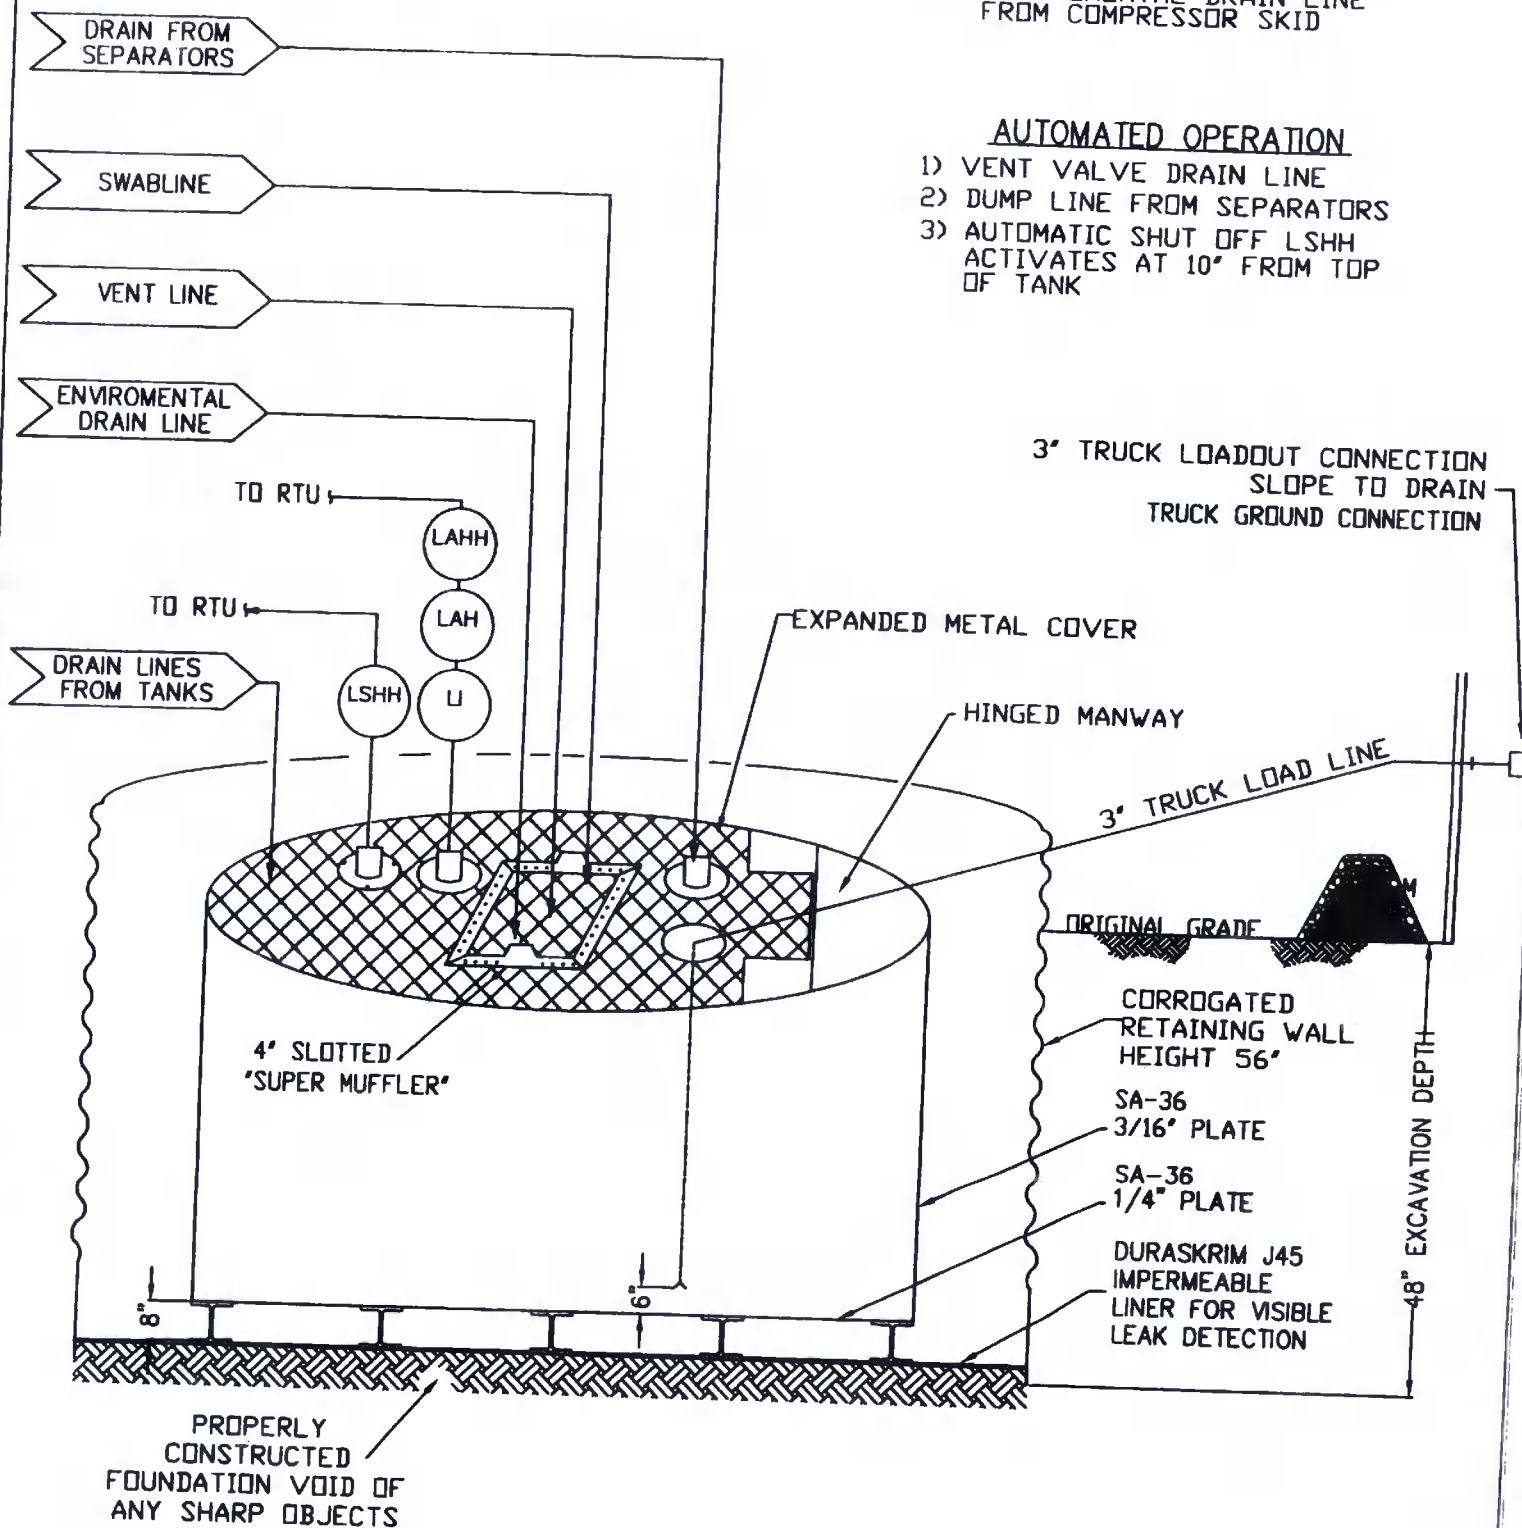 DRAIN LINE
FROM COMPRESSOR SKID
DRAIN FROM
SEPARATORS
AUTOMATED OPERATION
1) VENT VALVE DRAIN LINE
2) DUMP LINE FROM SEPARATORS
3) AUTOMATIC SHUT OFF LSHH
ACTIVATES AT 10" FROM TOP
OF TANK
SWABLINE
VENT LINE
ENVIROMENTAL
DRAIN LINE
3" TRUCK LOADOUT CONNECTION
SLOPE TO DRAIN
TRUCK GROUND CONNECTION
TO RTU
LAHH
TO RTU
LAH
EXPANDED METAL COVER
DRAIN LINES
FROM TANKS
LSHH
LI
HINGED MANWAY
3" TRUCK LOAD LINE
ORIGINAL GRADE
4" SLOTTED
"SUPER MUFFLER"
CORROGATED
RETAINING WALL
HEIGHT 56"
SA-36
3/16" PLATE
SA-36
1/4" PLATE
DURASKRIM J45
IMPERMEABLE
LINER FOR VISIBLE
LEAK DETECTION
48" EXCAVATION DEPTH
8"
6"
PROPERLY
CONSTRUCTED
FOUNDATION VOID OF
ANY SHARP OBJECTS